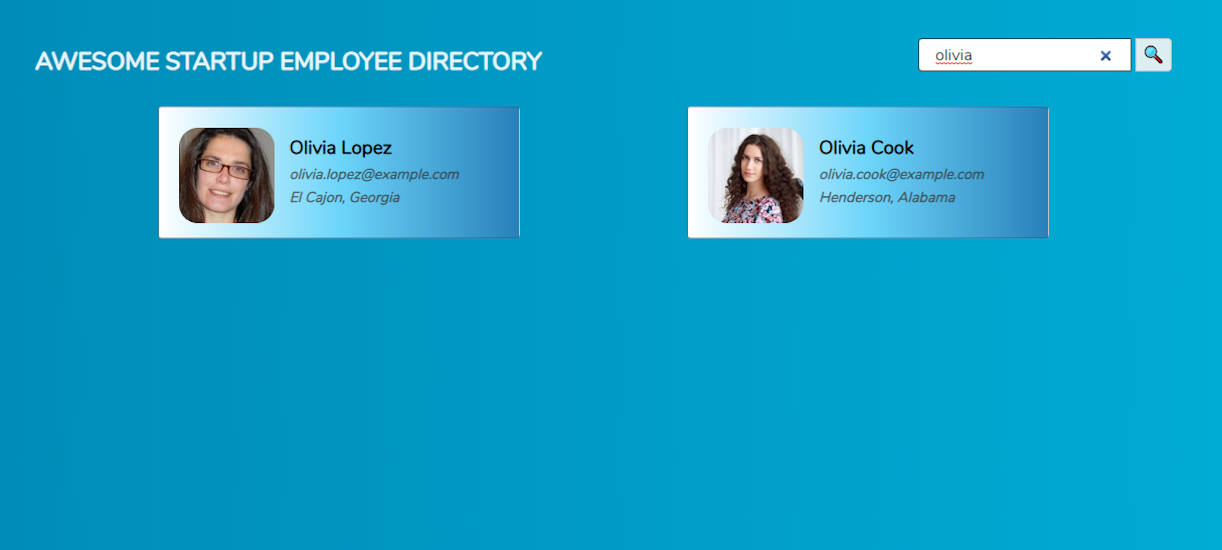 AWESOME STARTUP EMPLOYEE DIRECTORY
olivia
Olivia Lopez
olivia.lopez@example.com
El Cajon, Georgia
Olivia Cook
olivia.cook@example.com
Henderson, Alabama